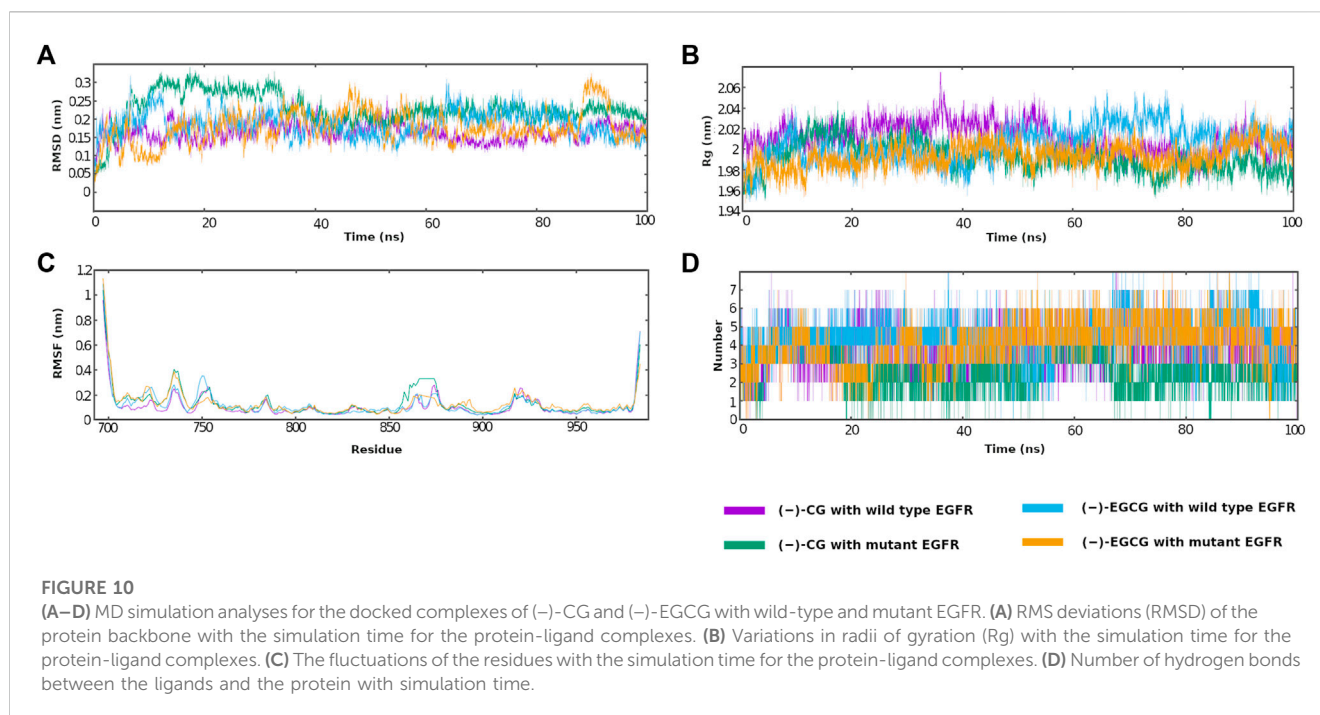 A
RMSD (nm)
0.3
0.25
0.2
0.15
0.1
0.05
0
0 20 40 60 80 100
Time (ns)
B
Rg (nm)
2.06
2.04
2.02
2
1.98
1.96
1.94
0 20 40 60 80 100
Time (ns)
C
RMSF (nm)
1.2
1
0.8
0.6
0.4
0.2
0
700 750 800 850 900 950
Residue
D
Number
7
6
5
4
3
2
1
0
0 20 40 60 80 100
Time (ns)
(−)-CG with wild type EGFR
(−)-EGCG with wild type EGFR
(−)-CG with mutant EGFR
(−)-EGCG with mutant EGFR
FIGURE 10
(A–D) MD simulation analyses for the docked complexes of (−)-CG and (−)-EGCG with wild-type and mutant EGFR. (A) RMS deviations (RMSD) of the
protein backbone with the simulation time for the protein-ligand complexes. (B) Variations in radii of gyration (Rg) with the simulation time for the
protein-ligand complexes. (C) The fluctuations of the residues with the simulation time for the protein-ligand complexes. (D) Number of hydrogen bonds
between the ligands and the protein with simulation time.